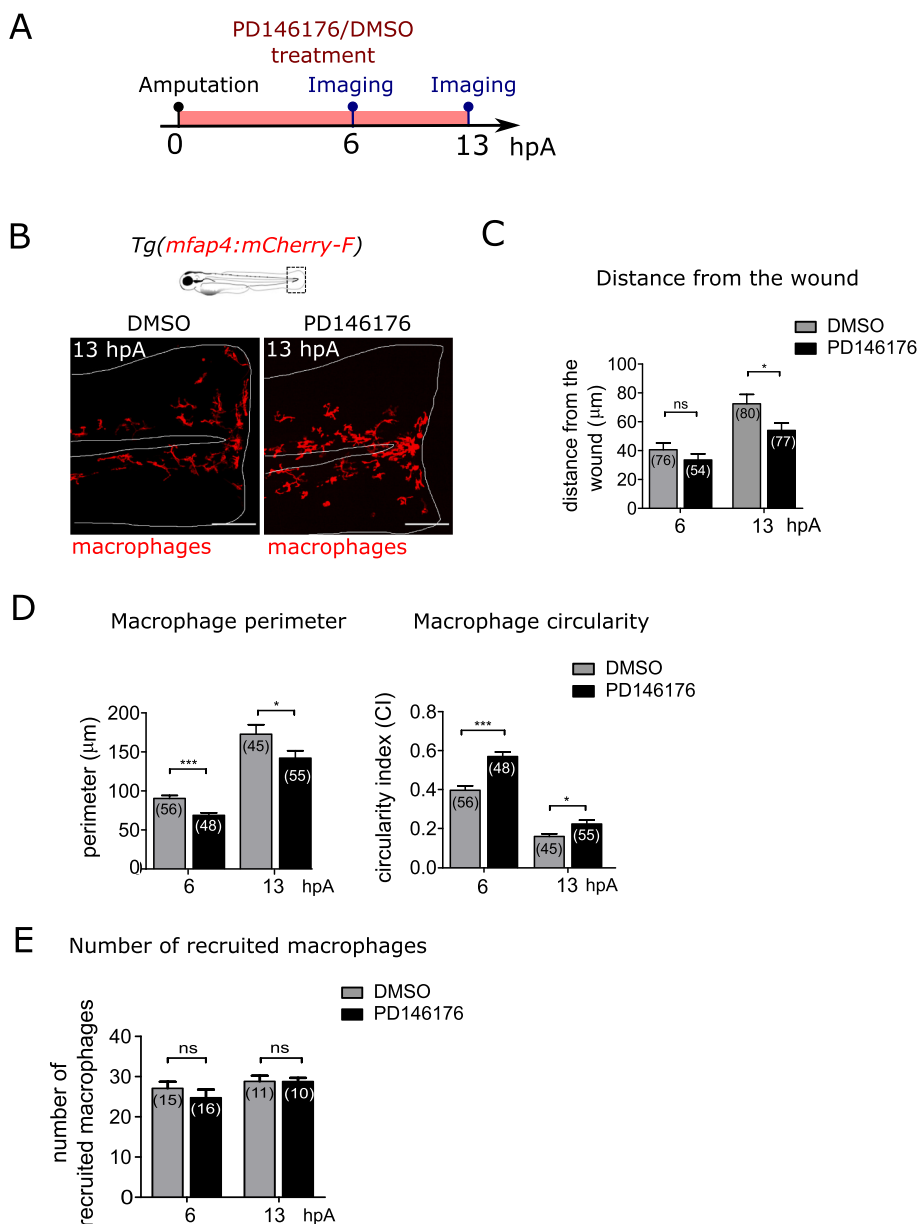 A
PD146176/DMSO
treatment
Amputation
Imaging
Imaging
0
6
13
hpA
B
Tg(mfap4:mCherry-F)
DMSO
PD146176
13 hpA
13 hpA
macrophages
macrophages
C
Distance from the wound
DMSO
PD146176
distance from the
wound (μm)
100
80
60
40
20
0
ns
*
(76)
(54)
(80)
(77)
6
13
hpA
D
Macrophage perimeter
perimeter (μm)
200
150
100
50
0
***
*
(56)
(48)
(45)
(55)
6
13
hpA
Macrophage circularity
DMSO
PD146176
circularity index (CI)
0.8
0.6
0.4
0.2
0.0
***
*
(56)
(48)
(45)
(55)
6
13
hpA
E
Number of recruited macrophages
DMSO
PD146176
number of
recruited macrophages
40
30
20
10
0
ns
ns
(15)
(16)
(11)
(10)
6
13
hpA